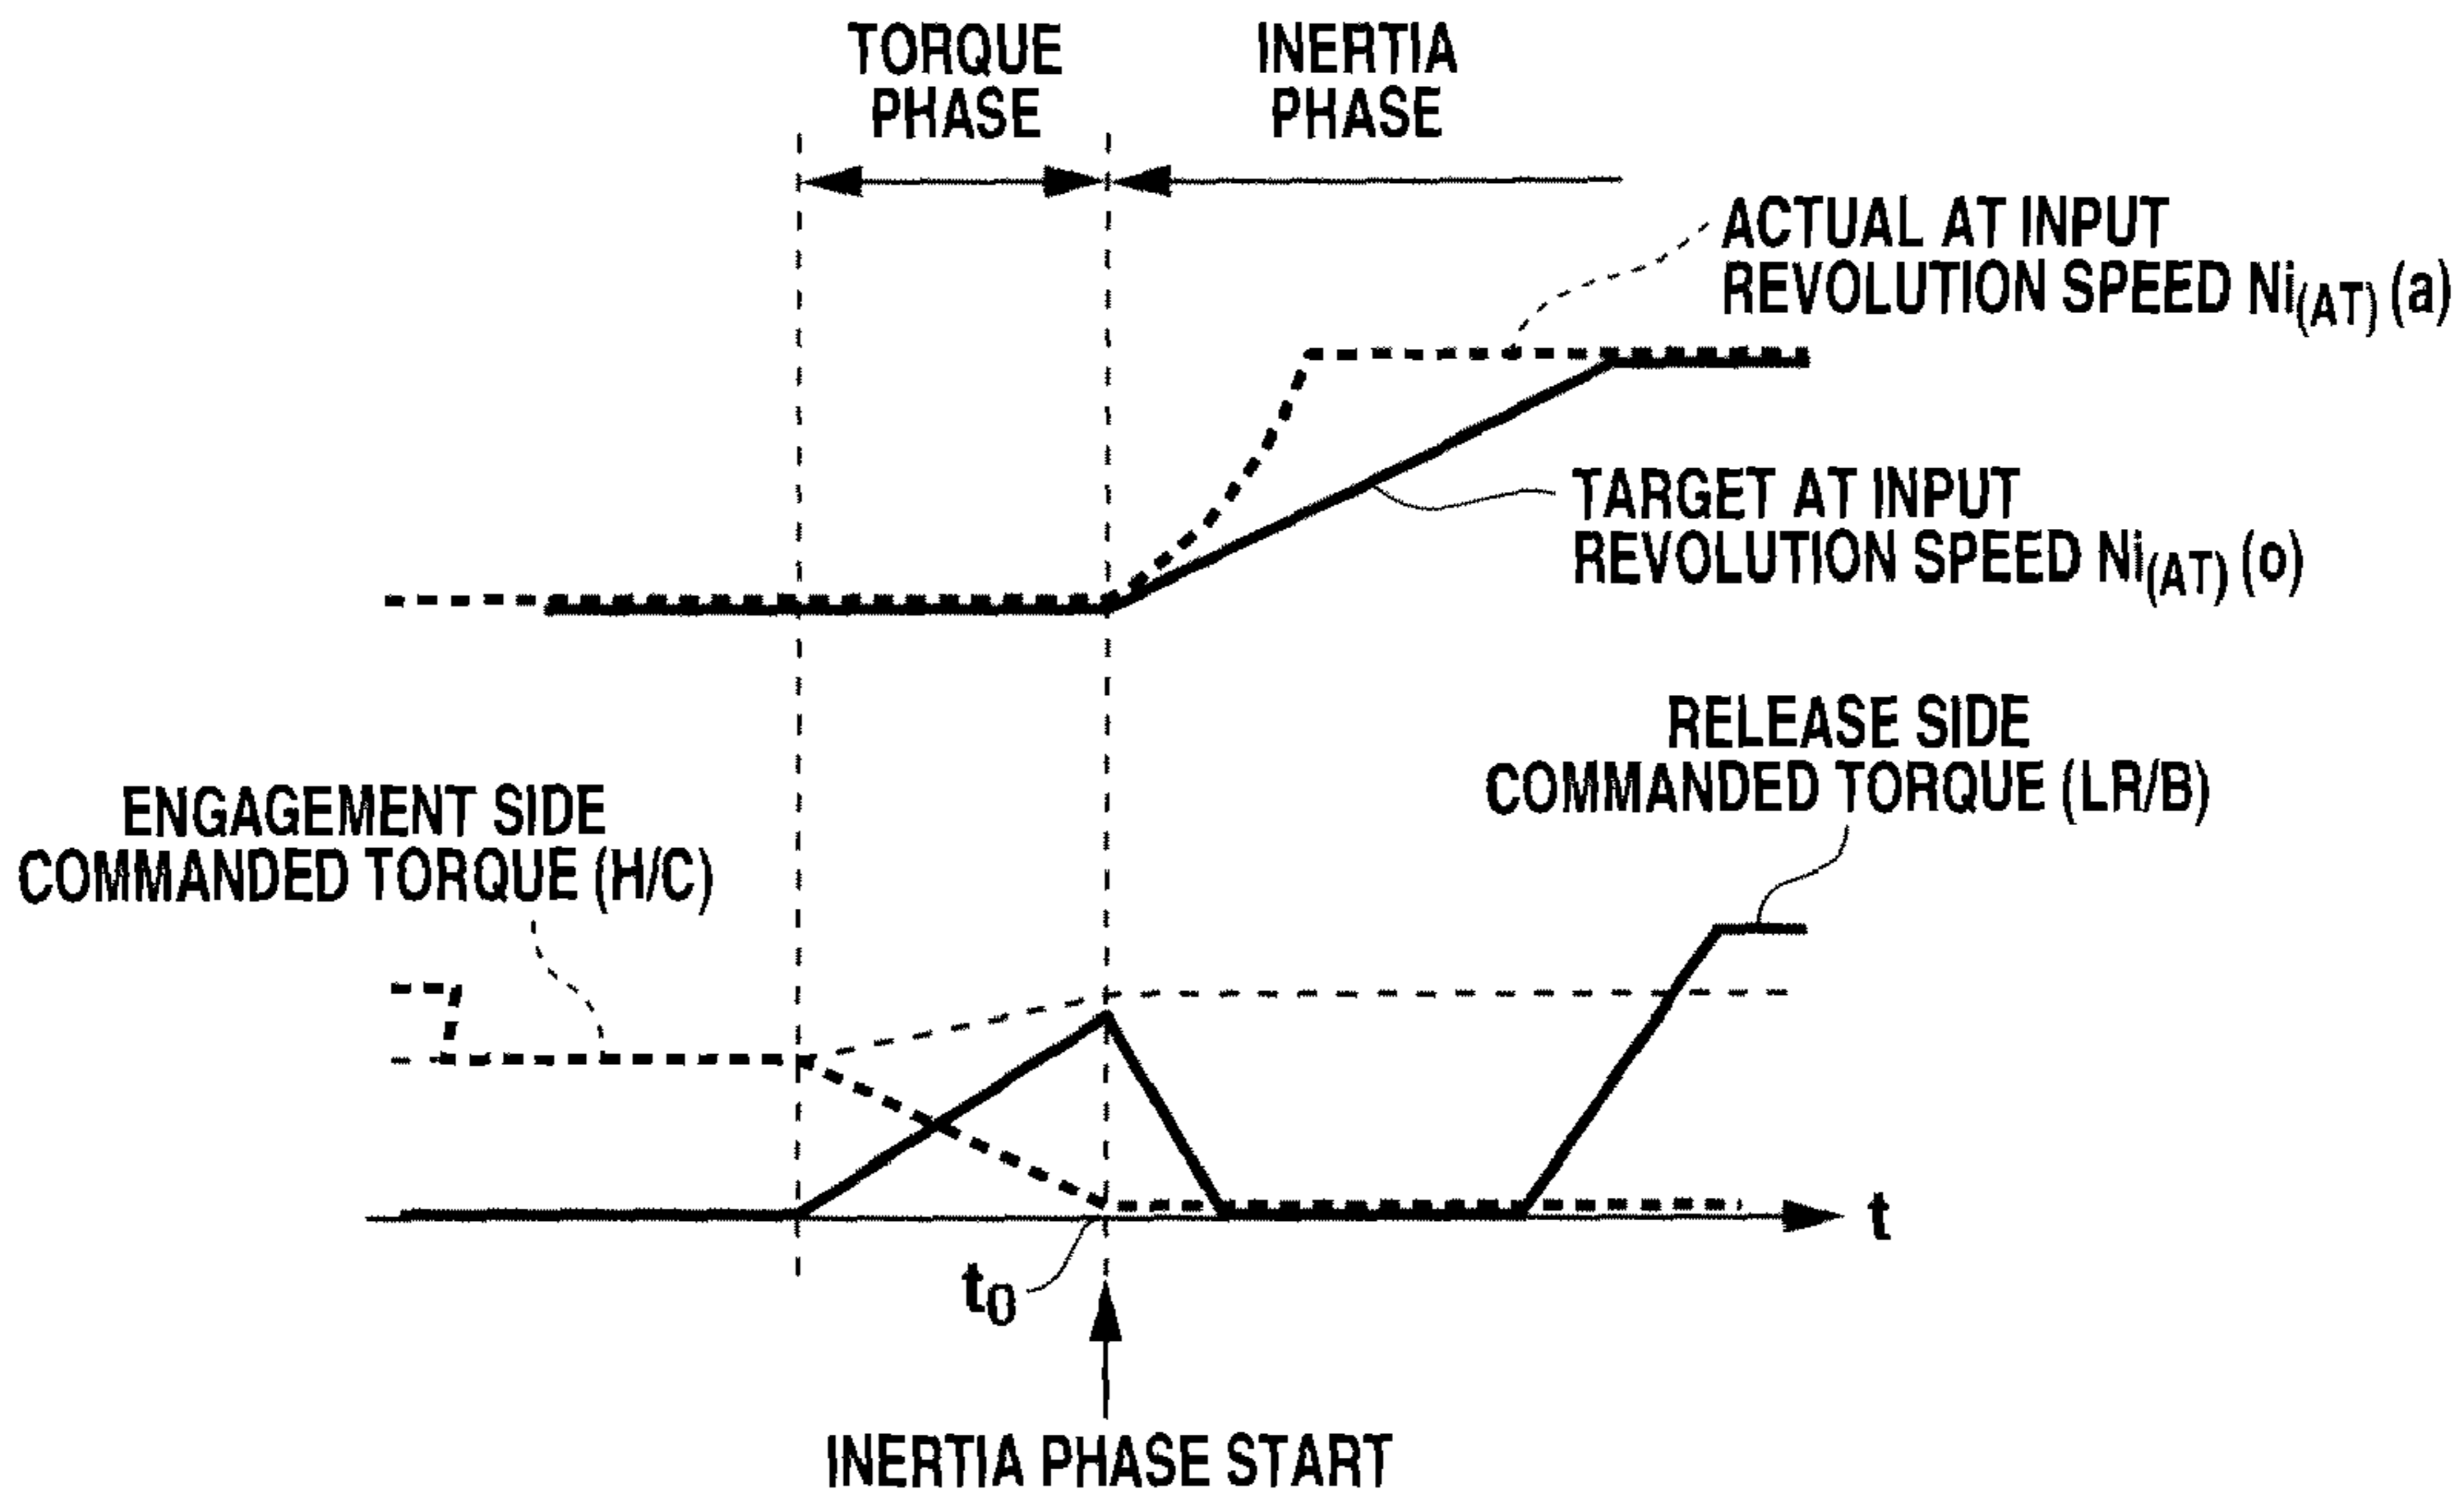 TORQUE
PHASE
INERTIA
PHASE
ACTUAL AT INPUT
REVOLUTION SPEED Ni(AT) (a)
TARGET AT INPUT
REVOLUTION SPEED Ni(AT) (o)
RELEASE SIDE
COMMANDED TORQUE (LR/B)
ENGAGEMENT SIDE
COMMANDED TORQUE (H/C)
t
t0
INERTIA PHASE START